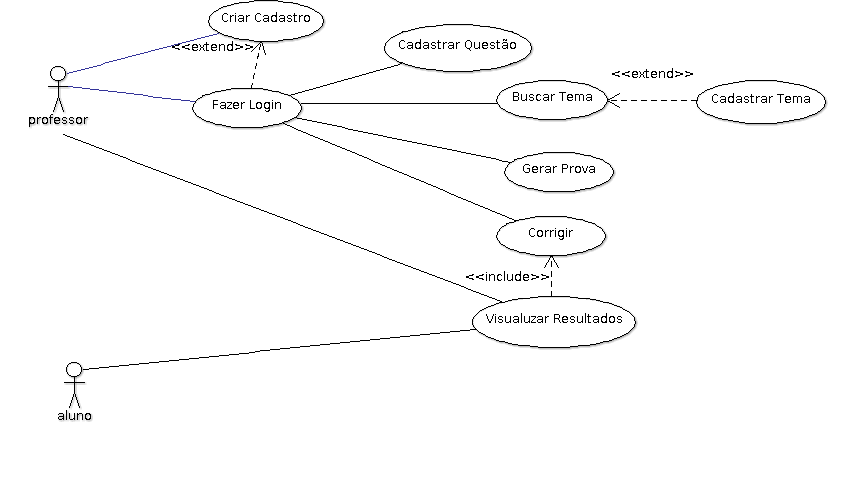 Criar Cadastro
<<extend>>
Cadastrar Questão
<<extend>>
Fazer Login
Buscar Tema
Cadastrar Tema
professor
Gerar Prova
Corrigir
<<include>>
Visualuzar Resultados
aluno